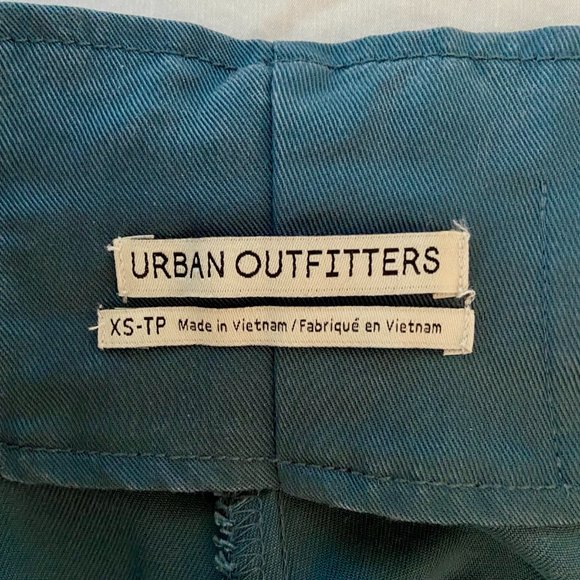 URBAN OUTFITTERS
XS-TP Made in Vietnam / Fabriqué en Vietnam